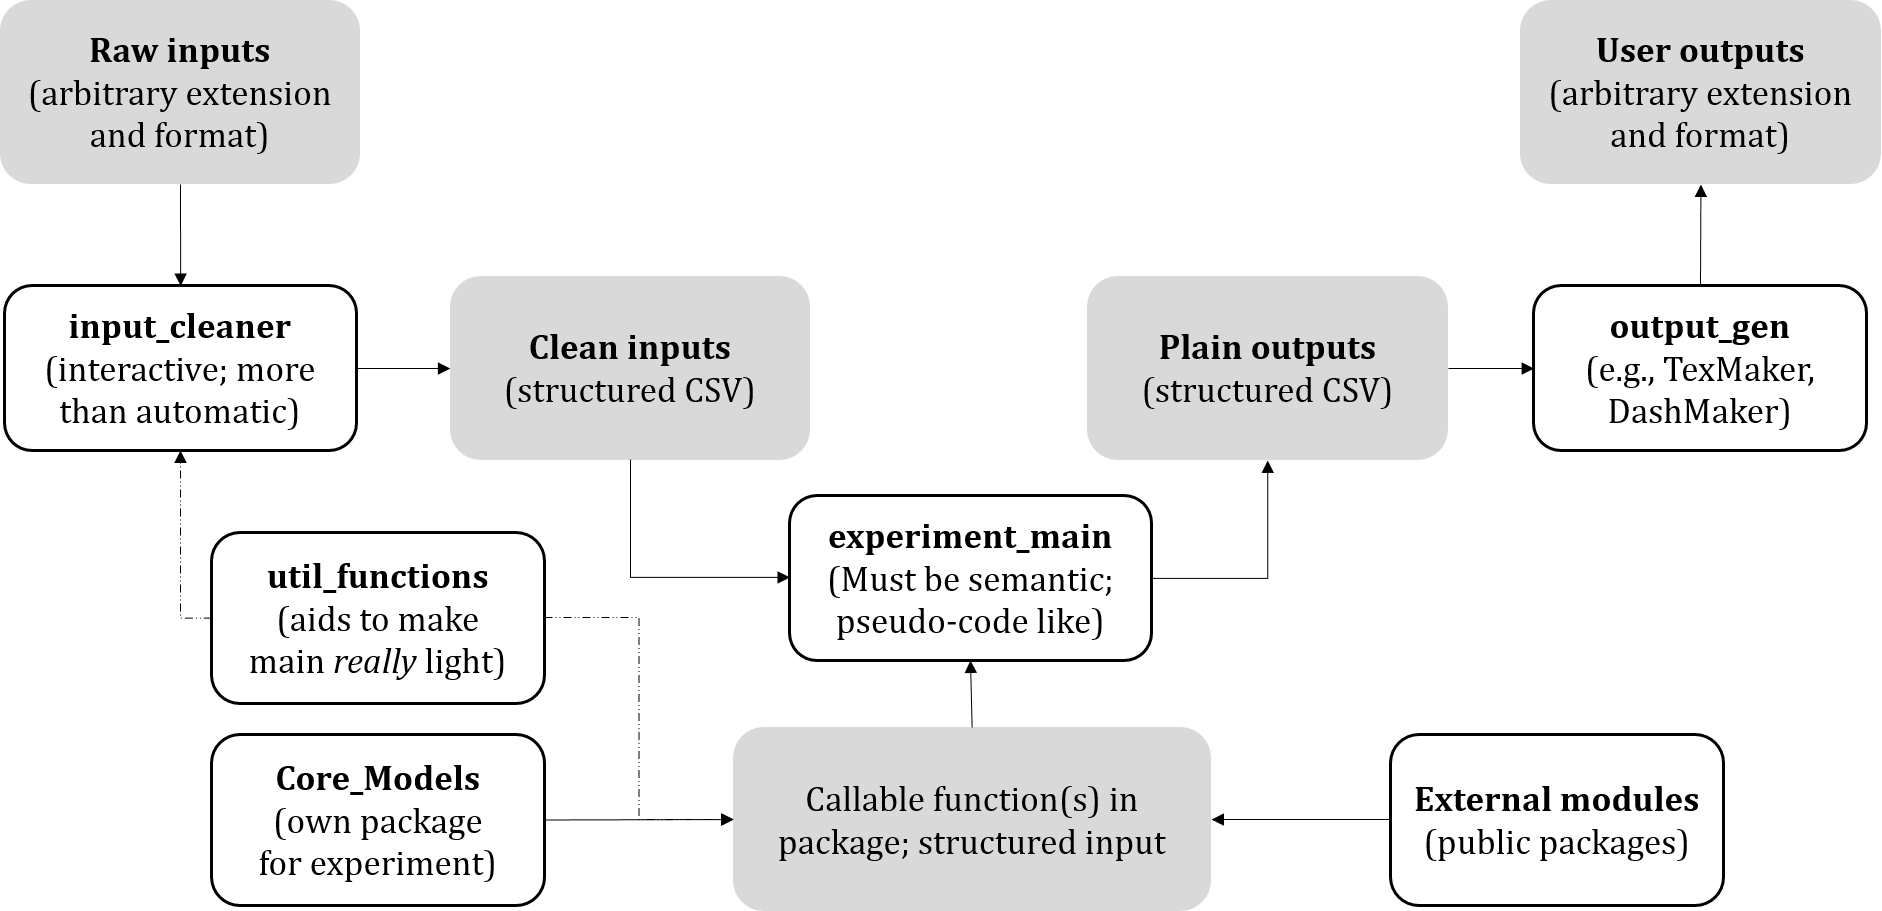 Raw inputs
(arbitrary extension
and format)
User outputs
(arbitrary extension
and format)
input_cleaner
(interactive; more
than automatic)
Clean inputs
(structured CSV)
Plain outputs
(structured CSV)
output_gen
(e.g., TexMaker,
DashMaker)
experiment_main
(Must be semantic;
pseudo-code like)
util_functions
(aids to make
main really light)
Core_Models
(own package
for experiment)
Callable function(s) in
package; structured input
External modules
(public packages)